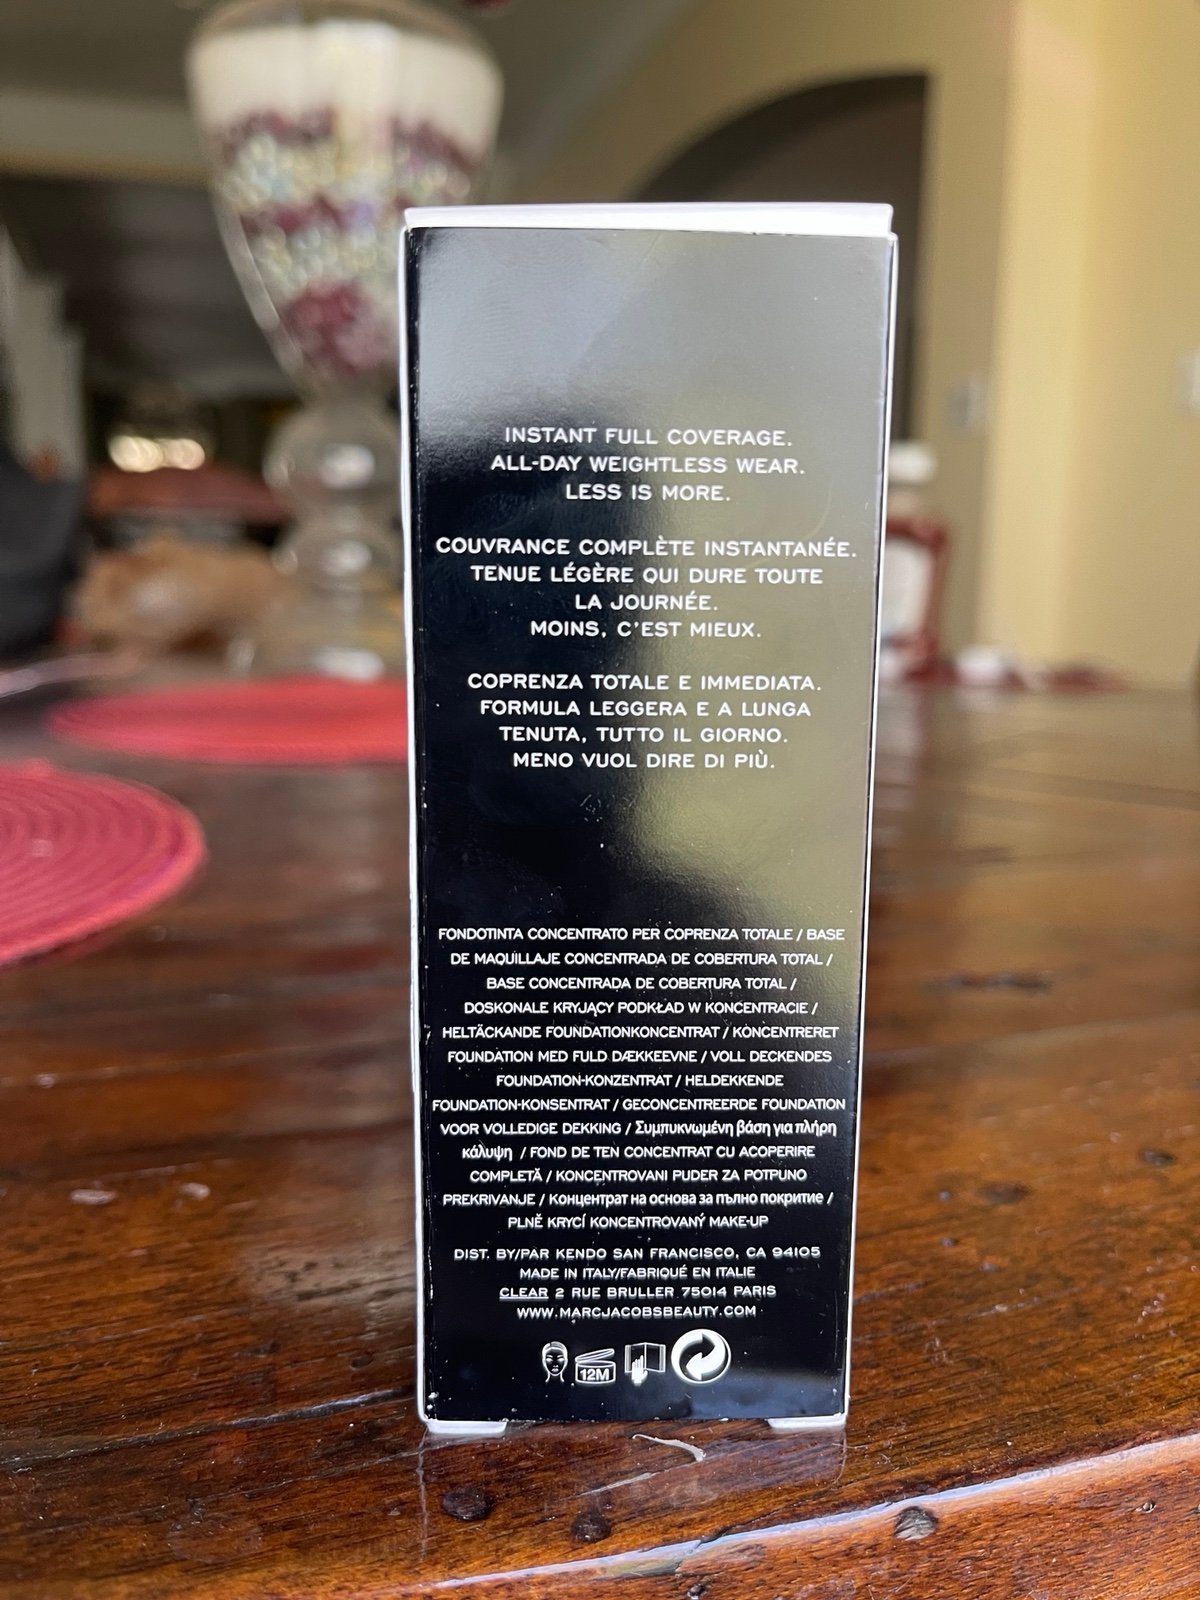 INSTANT FULL COVERAGE.
ALL-DAY WEIGHTLESS WEAR.
LESS IS MORE.
COUVRANCE COMPLÈTE INSTANTANÉE.
TENUE LÉGÈRE QUI DURE TOUTE
LA JOURNÉE.
MOINS, C'EST MIEUX.
COPRENZA TOTALE E IMMEDIATA.
FORMULA LEGGERA E A LUNGA
TENUTA, TUTTO IL GIORNO.
MENO VUOL DIRE DI PIÙ.
FONDOTINTA CONCENTRATO PER COPRENZA TOTALE / BASE
DE MAQUILLAJE CONCENTRADA DE COBERTURA TOTAL /
BASE CONCENTRADA DE COBERTURA TOTAL /
DOSKONALE KRYJĄCY PODKŁAD W KONCENTRACIE /
HELTÄCKANDE FOUNDATIONKONCENTRAT / KONCENTRERET
FOUNDATION MED FULD DÆKKEEVNE / VOLL DECKENDES
FOUNDATION-KONZENTRAT / HELDEKKENDE
FOUNDATION-KONSENTRAT / GECONCENTREERDE FOUNDATION
VOOR VOLLEDIGE DEKKING / Συμπυκνωμένη βάση για πλήρη
κάλυψη / FOND DE TEN CONCENTRAT CU ACOPERIRE
COMPLETĂ / KONCENTROVANI PUDER ZA POTPUNO
PREKRIVANJE / Концентрат на основа за пълно покритие /
PLNĚ KRYCÍ KONCENTROVANÝ MAKE-UP
DIST. BY/PAR KENDO SAN FRANCISCO, CA 94105
MADE IN ITALY/FABRIQUÉ EN ITALIE
CLEAR 2 RUE BRULLER 75014 PARIS
WWW.MARCJACOBSBEAUTY.COM
12M